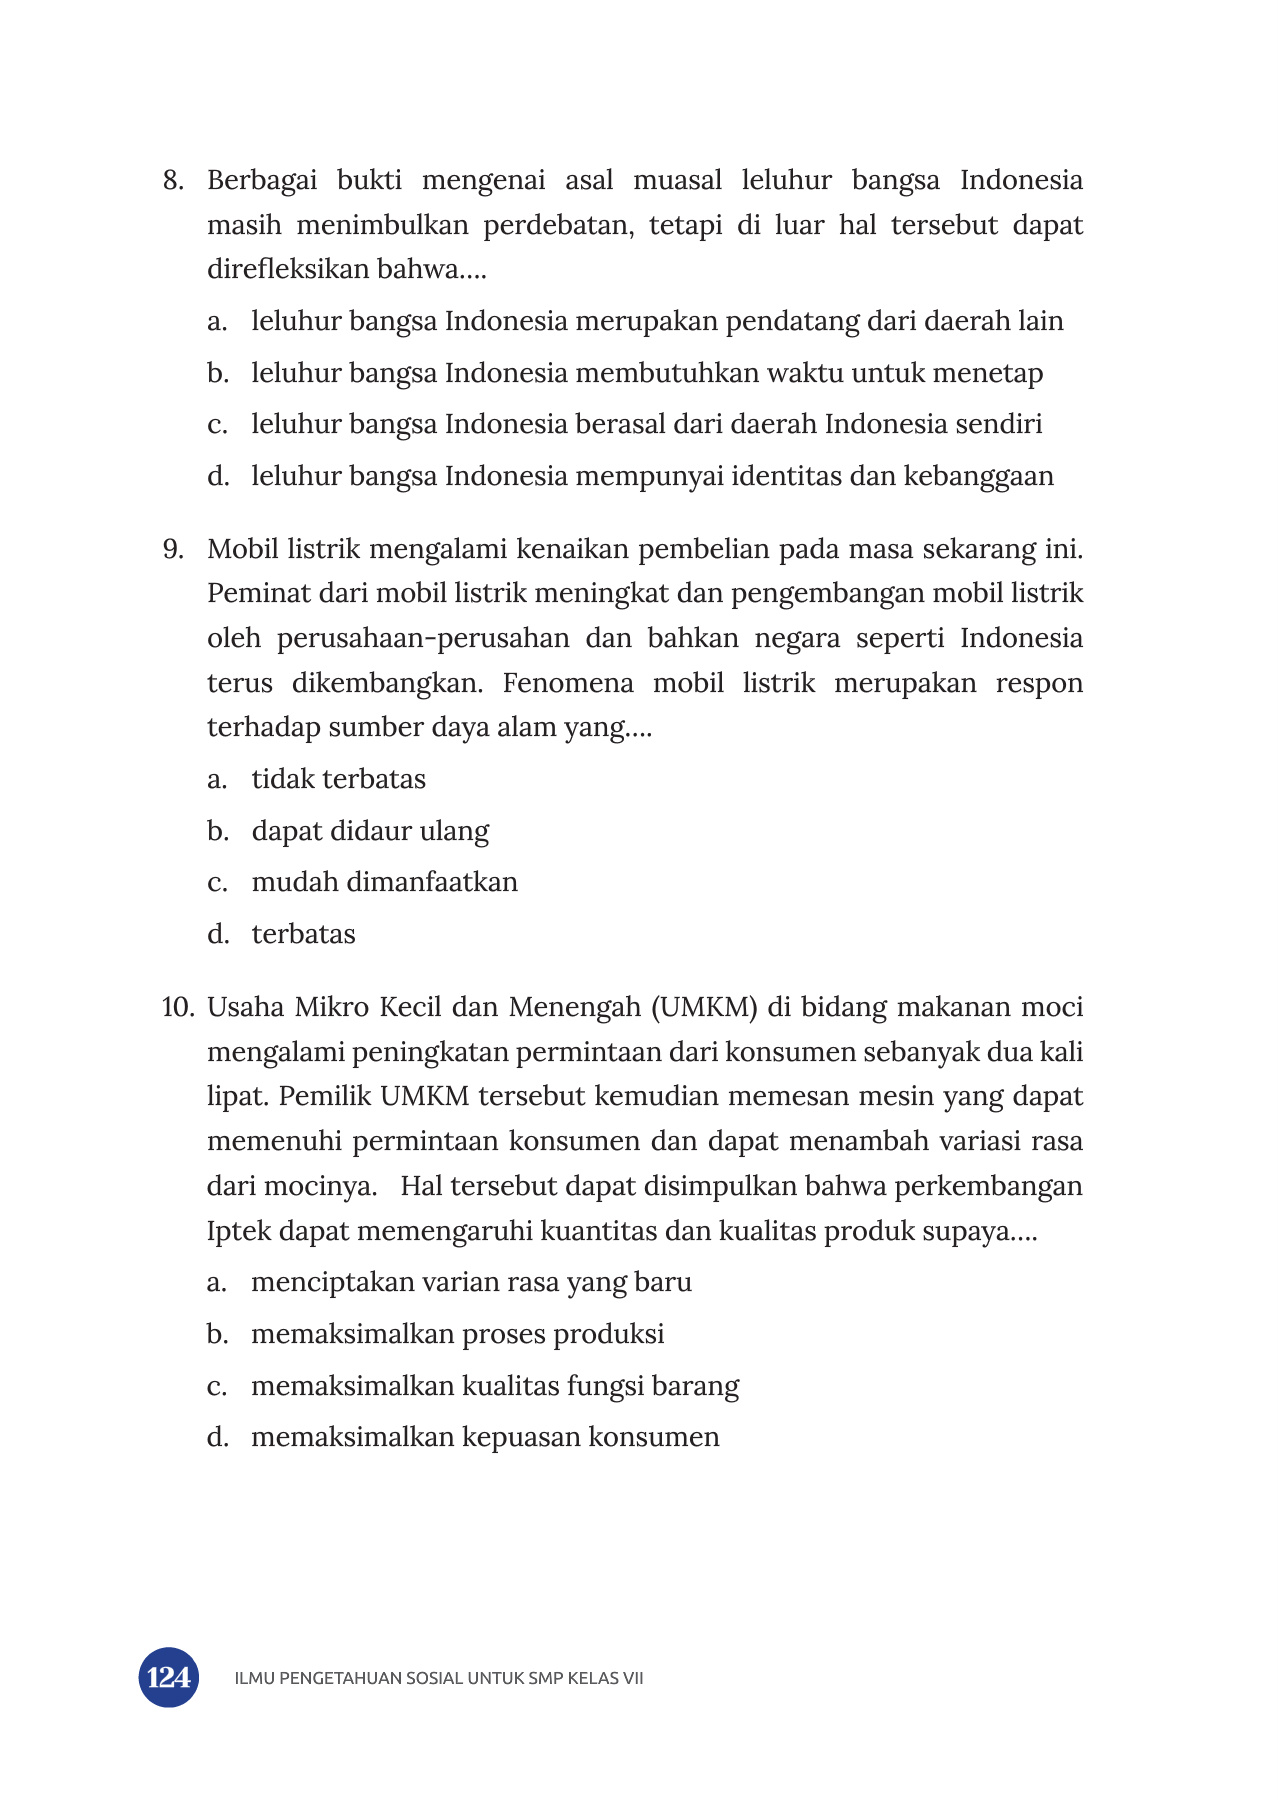 8. Berbagai bukti mengenai asal muasal leluhur bangsa Indonesia
masih menimbulkan perdebatan, tetapi di luar hal tersebut dapat
direfleksikan bahwa....
a. leluhur bangsa Indonesia merupakan pendatang dari daerah lain
b. leluhur bangsa Indonesia membutuhkan waktu untuk menetap
c. leluhur bangsa Indonesia berasal dari daerah Indonesia sendiri
d. leluhur bangsa Indonesia mempunyai identitas dan kebanggaan
9. Mobil listrik mengalami kenaikan pembelian pada masa sekarang ini.
Peminat dari mobil listrik meningkat dan pengembangan mobil listrik
oleh perusahaan-perusahan dan bahkan negara seperti Indonesia
terus dikembangkan. Fenomena mobil listrik merupakan respon
terhadap sumber daya alam yang....
a. tidak terbatas
b. dapat didaur ulang
c. mudah dimanfaatkan
d. terbatas
10. Usaha Mikro Kecil dan Menengah (UMKM) di bidang makanan moci
mengalami peningkatan permintaan dari konsumen sebanyak dua kali
lipat. Pemilik UMKM tersebut kemudian memesan mesin yang dapat
memenuhi permintaan konsumen dan dapat menambah variasi rasa
dari mocinya. Hal tersebut dapat disimpulkan bahwa perkembangan
Iptek dapat memengaruhi kuantitas dan kualitas produk supaya....
a. menciptakan varian rasa yang baru
b. memaksimalkan proses produksi
c. memaksimalkan kualitas fungsi barang
d. memaksimalkan kepuasan konsumen
124 ILMU PENGETAHUAN SOSIAL UNTUK SMP KELAS VII